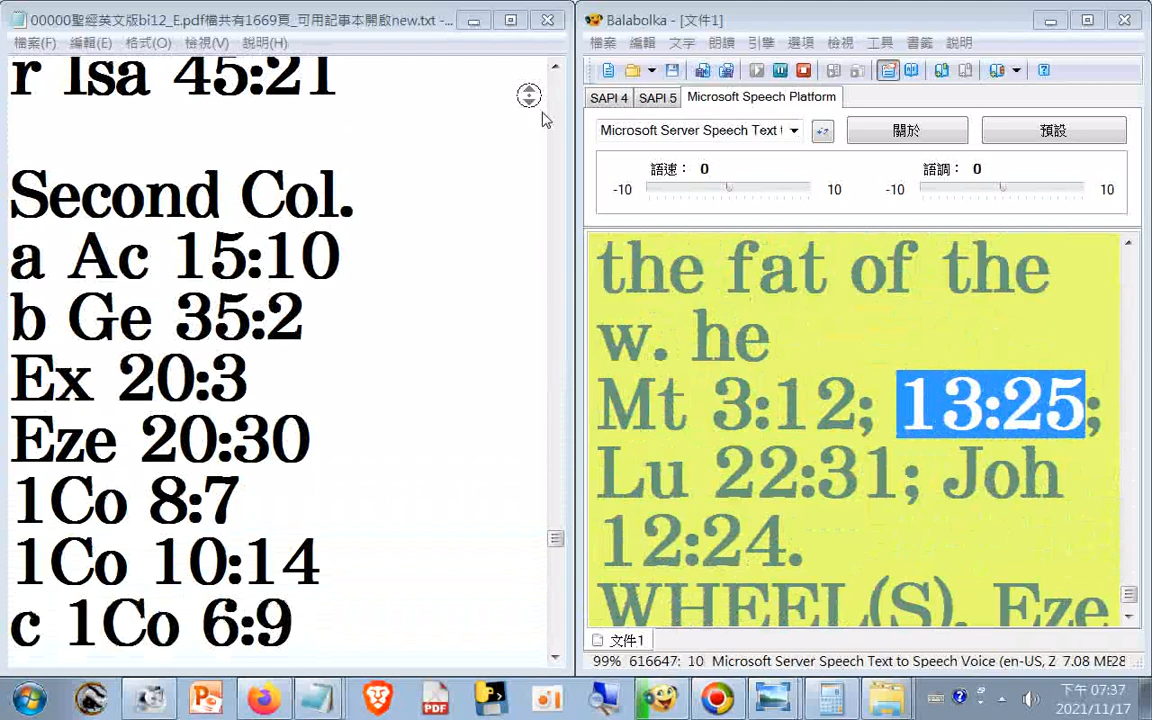 00000聖經英文版bi12_E.pdf檔共有1669頁_可用記事本開啟new.txt -...
檔案(F) 編輯(E) 格式(O) 檢視(V) 說明(H)
r Isa 45:21
Second Col.
a Ac 15:10
b Ge 35:2
Ex 20:3
Eze 20:30
1Co 8:7
1Co 10:14
c 1Co 6:9
Balabolka - [文件1]
檔案 編輯 文字 朗讀 引擎 選項 檢視 工具 書籤 說明
SAPI 4 SAPI 5 Microsoft Speech Platform
Microsoft Server Speech Text 關於 預設
語速： 0 語調： 0
-10 10 -10 10
the fat of the
w. he
Mt 3:12; 13:25;
Lu 22:31; Joh
12:24.
WHEEL(S), Eze
文件1
99% 616647: 10 Microsoft Server Speech Text to Speech Voice (en-US, Z 7.08 ME28
下午 07:37
2021/11/17